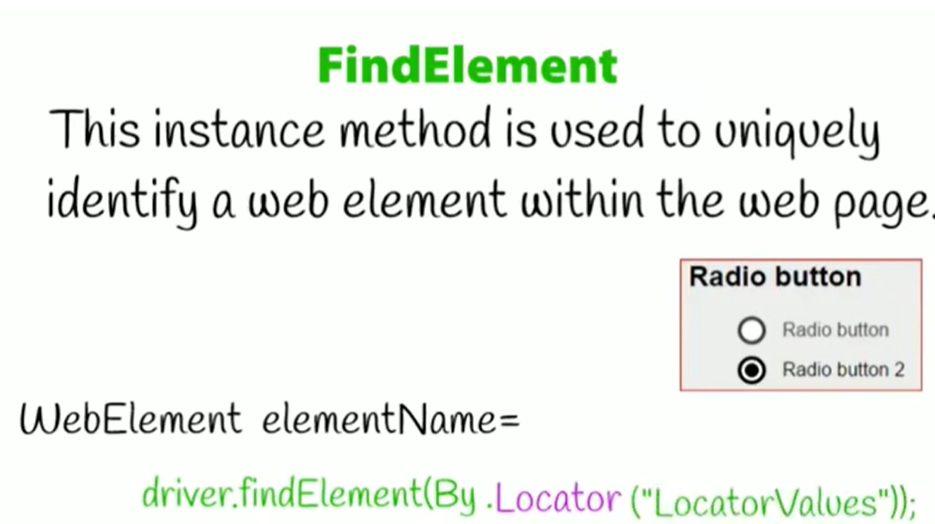 FindElement
This instance method is used to uniquely
identify a web element within the web page.
Radio button
Radio button
Radio button 2
WebElement elementName=
driver.findElement(By .Locator ("LocatorValues"));